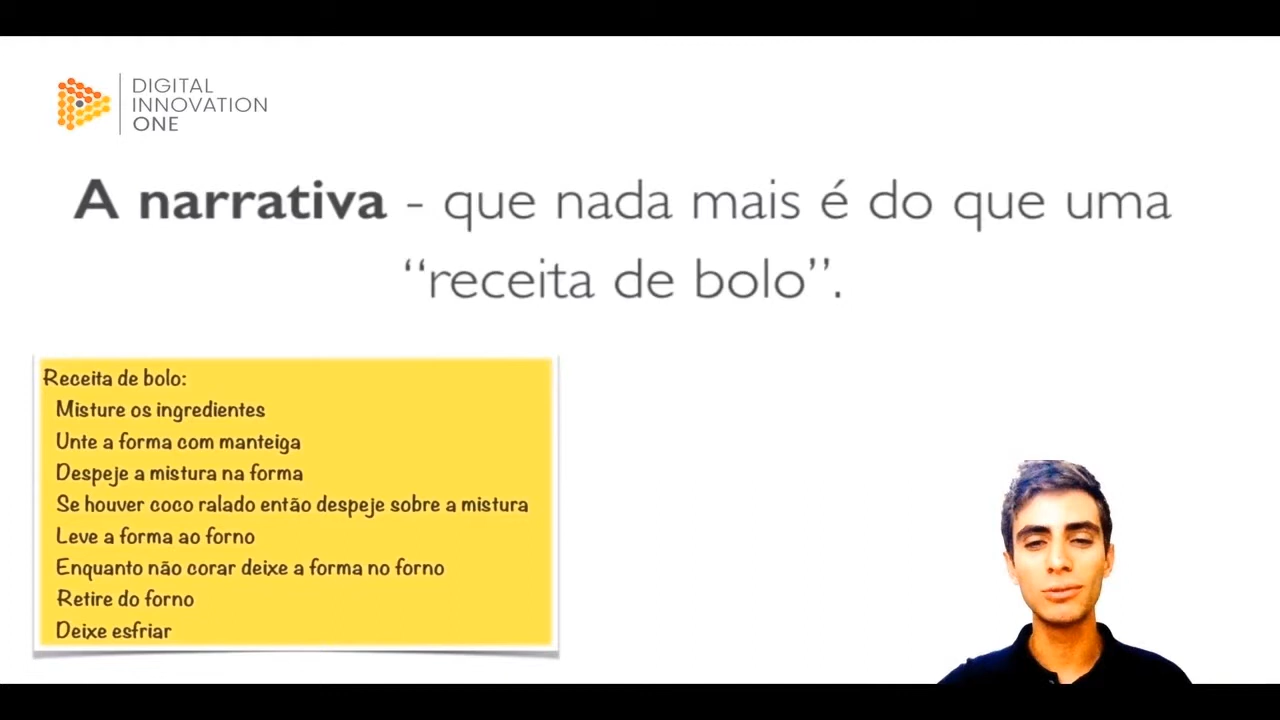 DIGITAL
INNOVATION
ONE
A narrativa - que nada mais é do que uma
“receita de bolo”.
Receita de bolo:
Misture os ingredientes
Unte a forma com manteiga
Despeje a mistura na forma
Se houver coco ralado então despeje sobre a mistura
Leve a forma ao forno
Enquanto não corar deixe a forma no forno
Retire do forno
Deixe esfriar